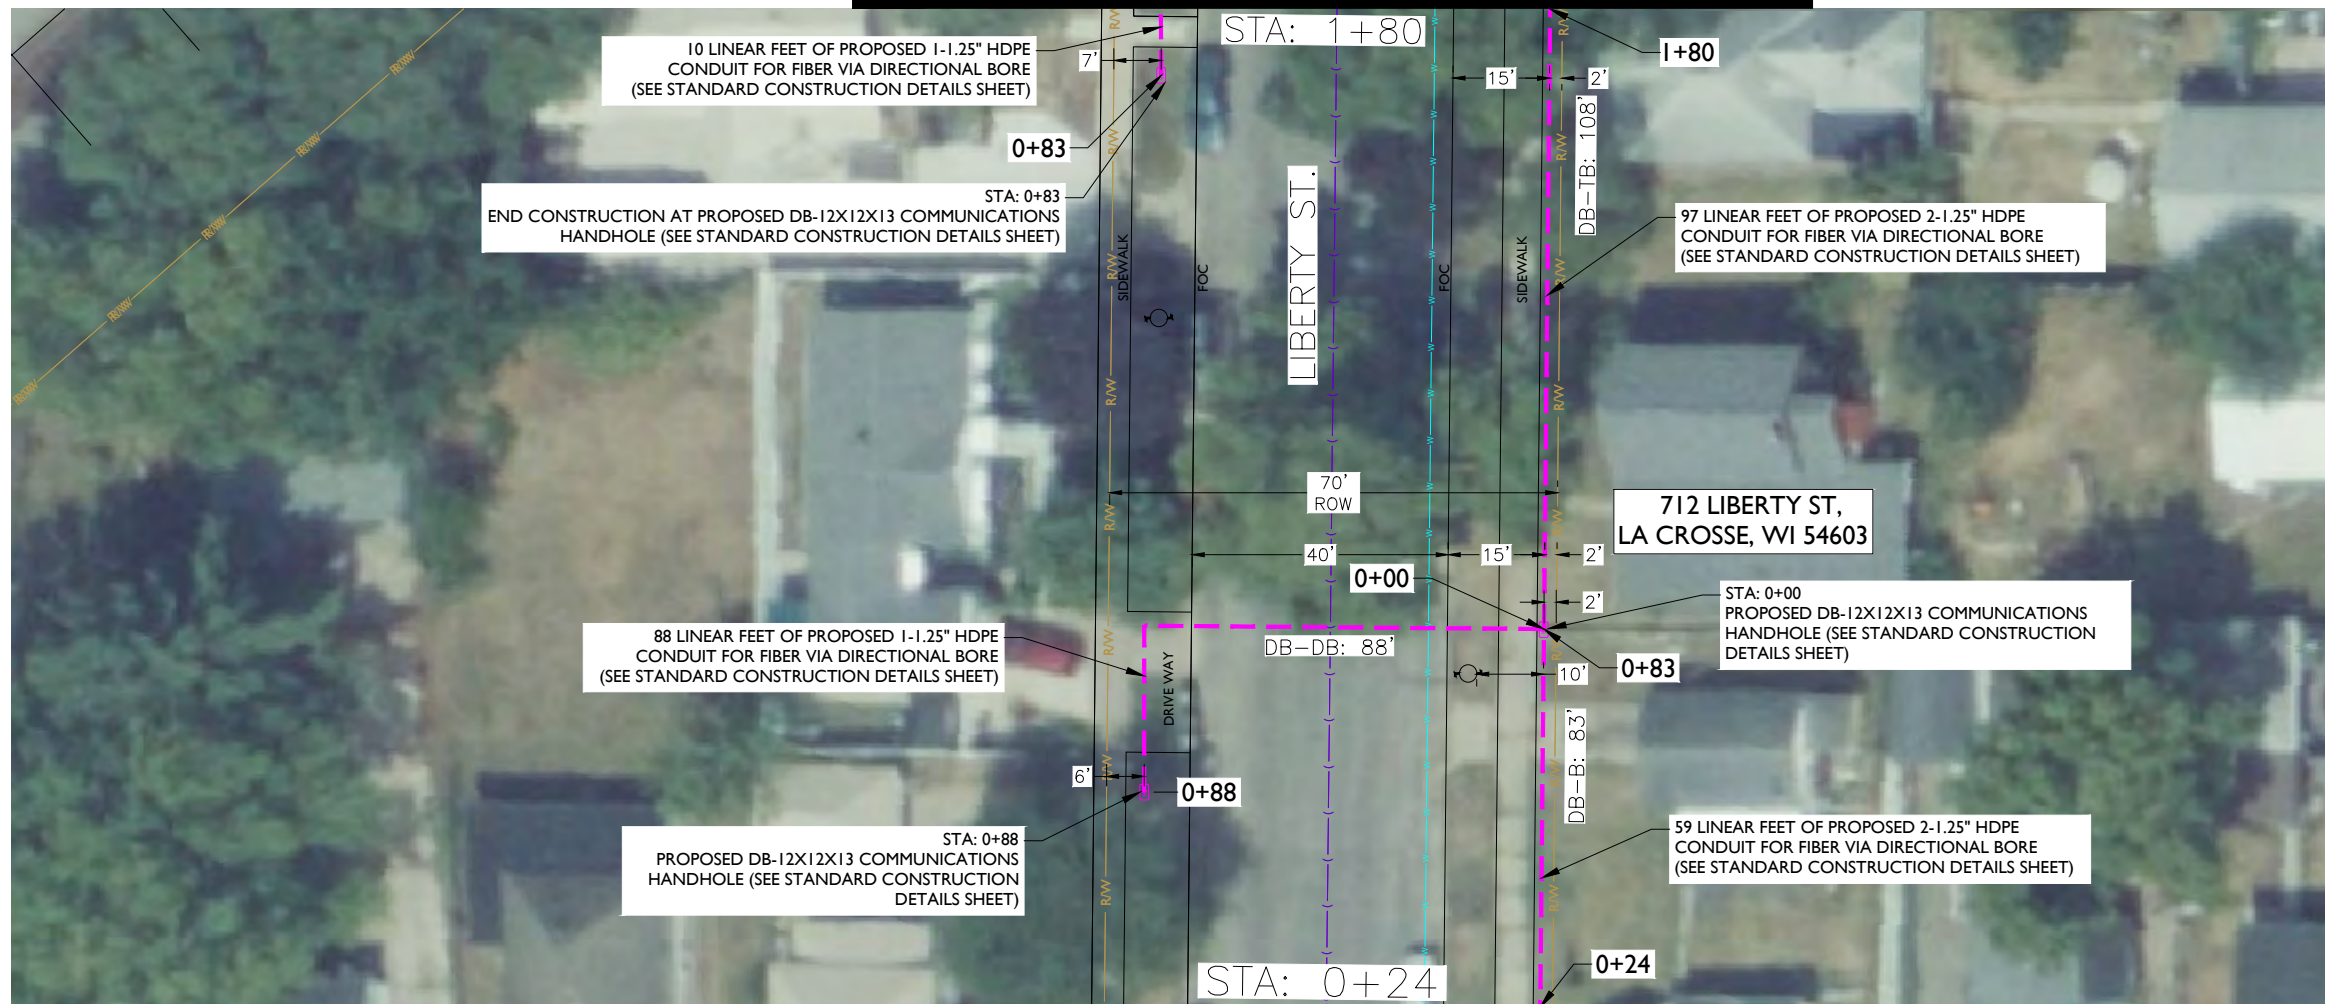 STA: 1+80
1+80
10 LINEAR FEET OF PROPOSED 1-1.25" HDPE
CONDUIT FOR FIBER VIA DIRECTIONAL BORE
(SEE STANDARD CONSTRUCTION DETAILS SHEET)
7'
15'
2'
DB-TB: 108'
0+83
STA: 0+83
END CONSTRUCTION AT PROPOSED DB-12X12X13 COMMUNICATIONS
HANDHOLE (SEE STANDARD CONSTRUCTION DETAILS SHEET)
LIBERTY ST.
97 LINEAR FEET OF PROPOSED 2-1.25" HDPE
CONDUIT FOR FIBER VIA DIRECTIONAL BORE
(SEE STANDARD CONSTRUCTION DETAILS SHEET)
SIDEWALK
FOC
FOC
SIDEWALK
R/W
R/W
R/W
R/W
R/W
R/W
R/W
R/W
R/W
R/W
W
W
W
W
W
W
70'
ROW
712 LIBERTY ST,
LA CROSSE, WI 54603
40'
15'
2'
0+00
2'
STA: 0+00
PROPOSED DB-12X12X13 COMMUNICATIONS
HANDHOLE (SEE STANDARD CONSTRUCTION
DETAILS SHEET)
88 LINEAR FEET OF PROPOSED 1-1.25" HDPE
CONDUIT FOR FIBER VIA DIRECTIONAL BORE
(SEE STANDARD CONSTRUCTION DETAILS SHEET)
DB-DB: 88'
0+83
10'
DRIVE WAY
DB-B: 83'
6'
0+88
STA: 0+88
PROPOSED DB-12X12X13 COMMUNICATIONS
HANDHOLE (SEE STANDARD CONSTRUCTION
DETAILS SHEET)
59 LINEAR FEET OF PROPOSED 2-1.25" HDPE
CONDUIT FOR FIBER VIA DIRECTIONAL BORE
(SEE STANDARD CONSTRUCTION DETAILS SHEET)
0+24
STA: 0+24